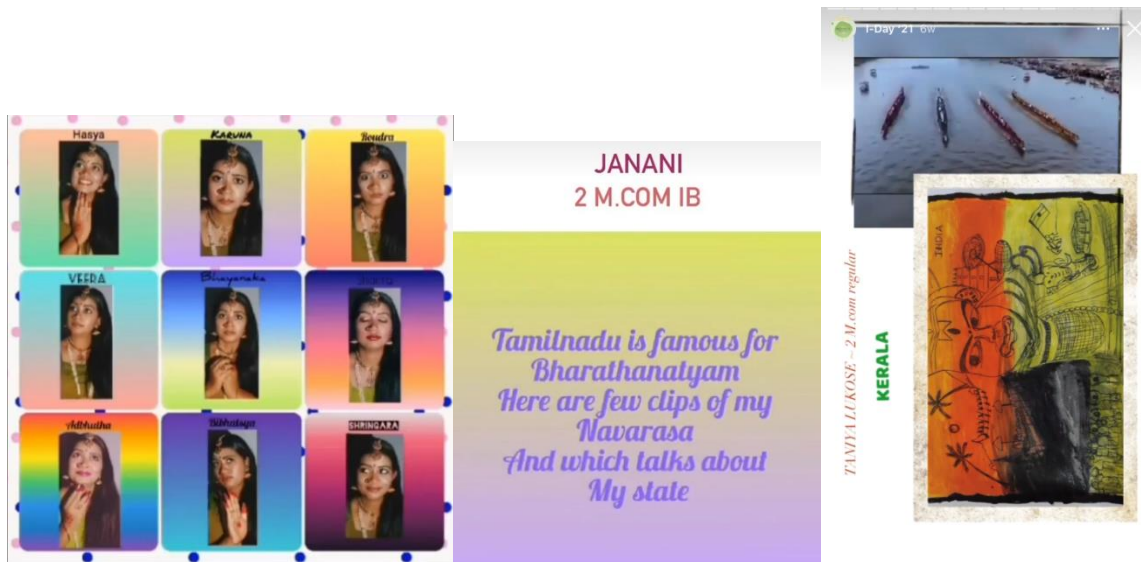 Hasya
KARUNA
Roudra
VEERA
Bhayanaka
Adbhutha
Bibhatsya
SHRINGARA
JANANI
2 M.COM IB
Tamilnadu is famous for
Bharathanatyam
Here are few clips of my
Navarasa
And which talks about
My state
I-Day '21 6w
TANIYA LUKOSE – 2 M.com regular
KERALA
INDIA